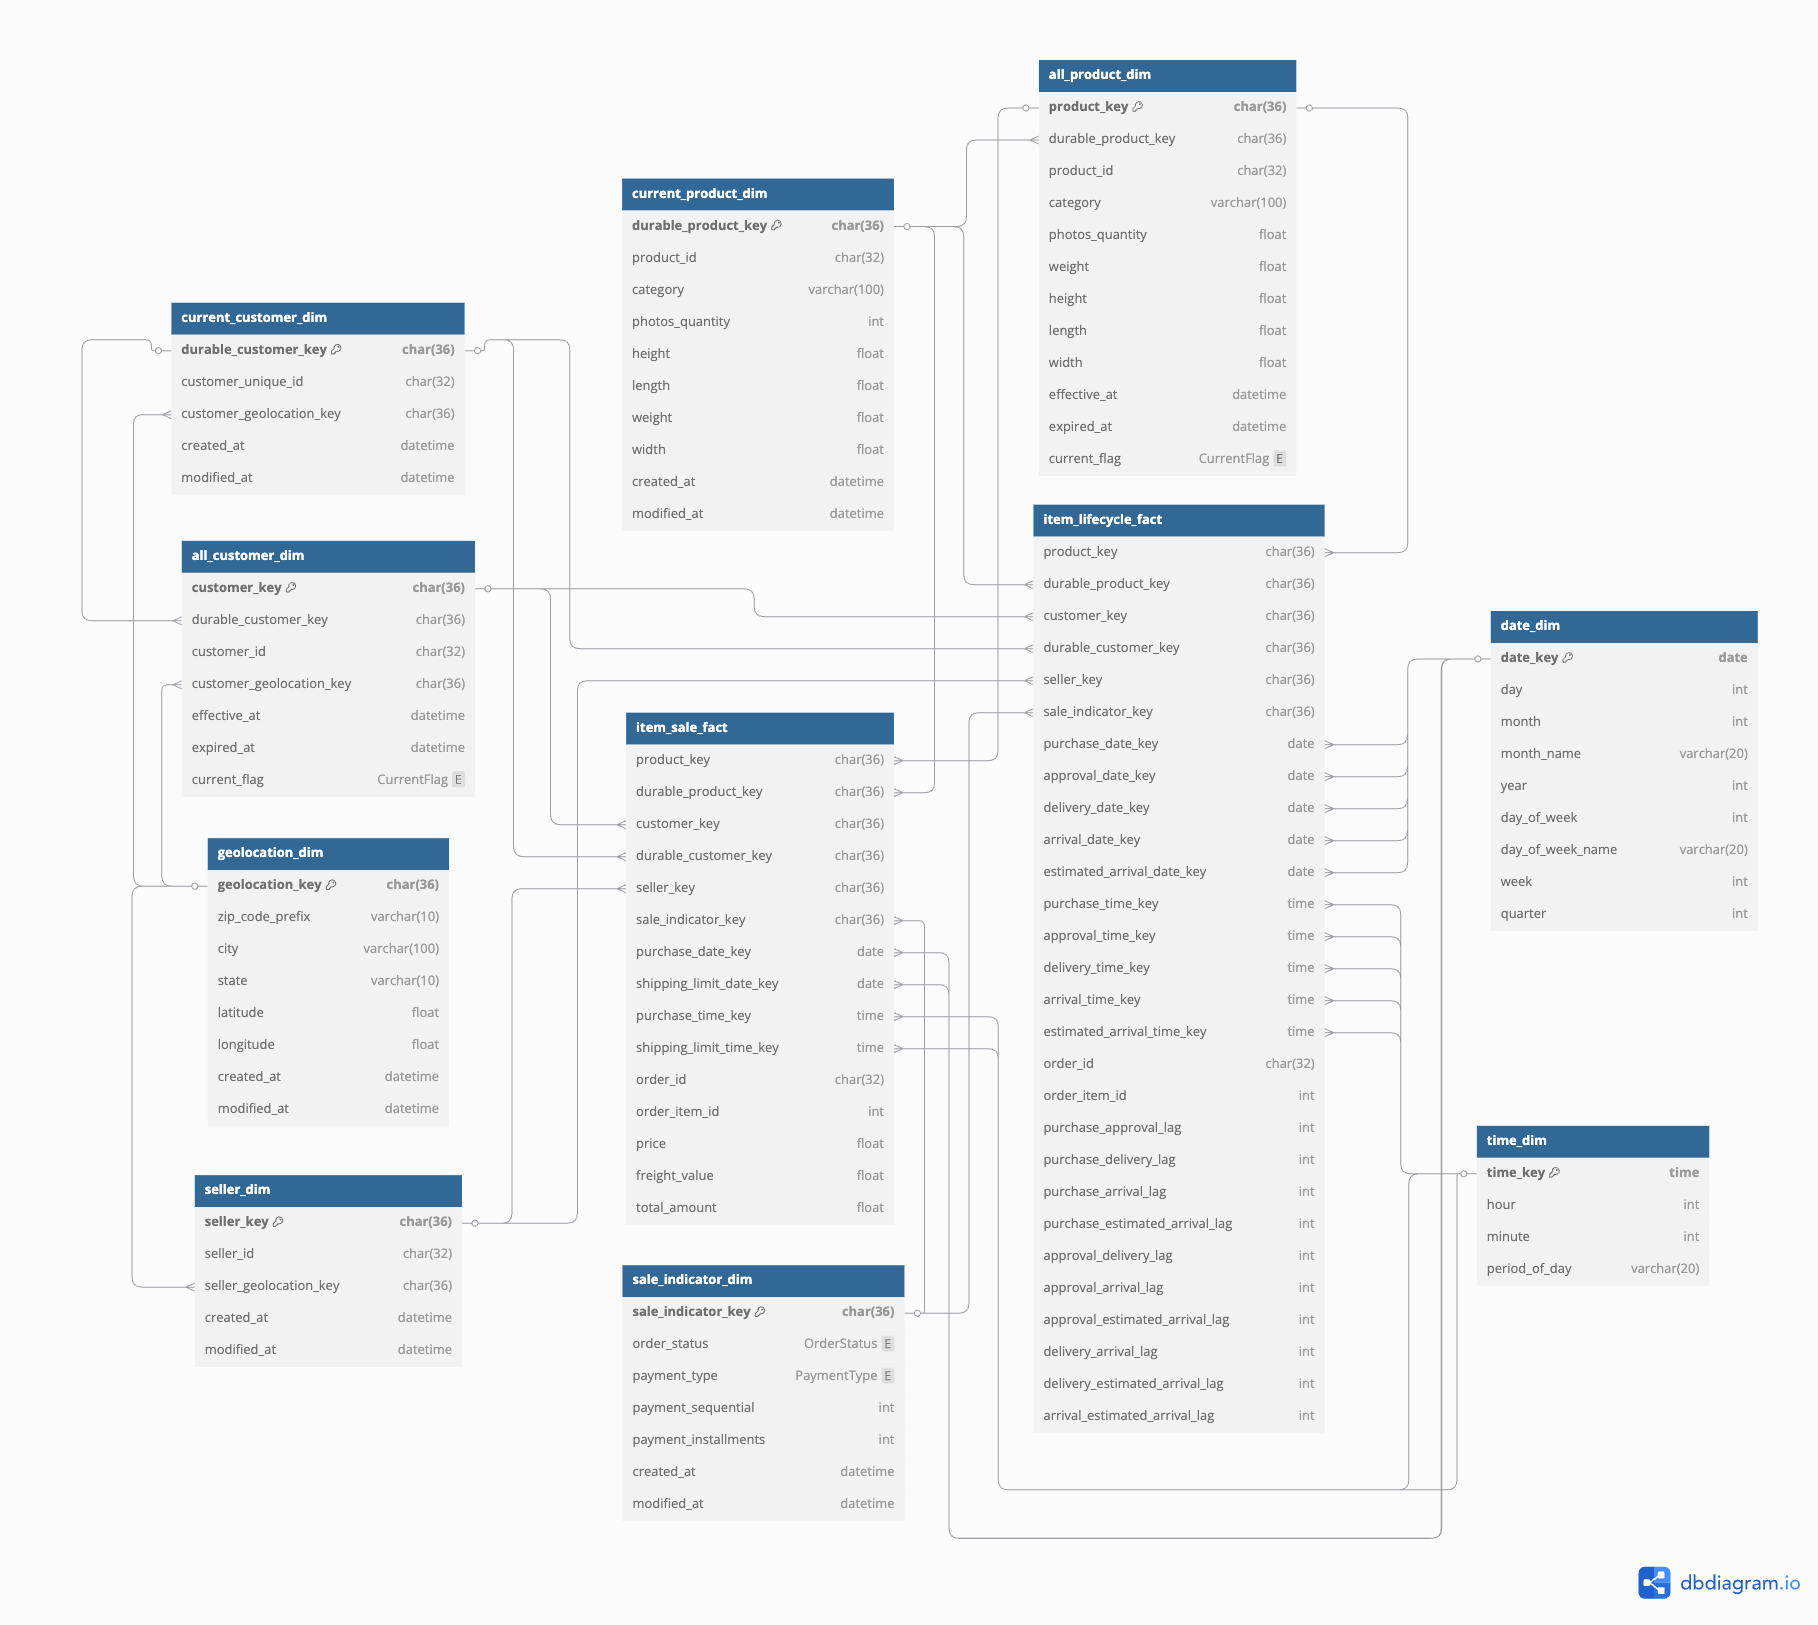 all_product_dim
product_key char(36)
durable_product_key char(36)
product_id char(32)
category varchar(100)
photos_quantity float
weight float
height float
length float
width float
effective_at datetime
expired_at datetime
current_flag CurrentFlag E
current_product_dim
durable_product_key char(36)
product_id char(32)
category varchar(100)
photos_quantity int
height float
length float
weight float
width float
created_at datetime
modified_at datetime
current_customer_dim
durable_customer_key char(36)
customer_unique_id char(32)
customer_geolocation_key char(36)
created_at datetime
modified_at datetime
all_customer_dim
customer_key char(36)
durable_customer_key char(36)
customer_id char(32)
customer_geolocation_key char(36)
effective_at datetime
expired_at datetime
current_flag CurrentFlag E
geolocation_dim
geolocation_key char(36)
zip_code_prefix varchar(10)
city varchar(100)
state varchar(10)
latitude float
longitude float
created_at datetime
modified_at datetime
seller_dim
seller_key char(36)
seller_id char(32)
seller_geolocation_key char(36)
created_at datetime
modified_at datetime
item_sale_fact
product_key char(36)
durable_product_key char(36)
customer_key char(36)
durable_customer_key char(36)
seller_key char(36)
sale_indicator_key char(36)
purchase_date_key date
shipping_limit_date_key date
purchase_time_key time
shipping_limit_time_key time
order_id char(32)
order_item_id int
price float
freight_value float
total_amount float
sale_indicator_dim
sale_indicator_key char(36)
order_status OrderStatus E
payment_type PaymentType E
payment_sequential int
payment_installments int
created_at datetime
modified_at datetime
item_lifecycle_fact
product_key char(36)
durable_product_key char(36)
customer_key char(36)
durable_customer_key char(36)
seller_key char(36)
sale_indicator_key char(36)
purchase_date_key date
approval_date_key date
delivery_date_key date
arrival_date_key date
estimated_arrival_date_key date
purchase_time_key time
approval_time_key time
delivery_time_key time
arrival_time_key time
estimated_arrival_time_key time
order_id char(32)
order_item_id int
purchase_approval_lag int
purchase_delivery_lag int
purchase_arrival_lag int
purchase_estimated_arrival_lag int
approval_delivery_lag int
approval_arrival_lag int
approval_estimated_arrival_lag int
delivery_arrival_lag int
delivery_estimated_arrival_lag int
arrival_estimated_arrival_lag int
date_dim
date_key date
day int
month int
month_name varchar(20)
year int
day_of_week int
day_of_week_name varchar(20)
week int
quarter int
time_dim
time_key time
hour int
minute int
period_of_day varchar(20)
dbdiagram.io